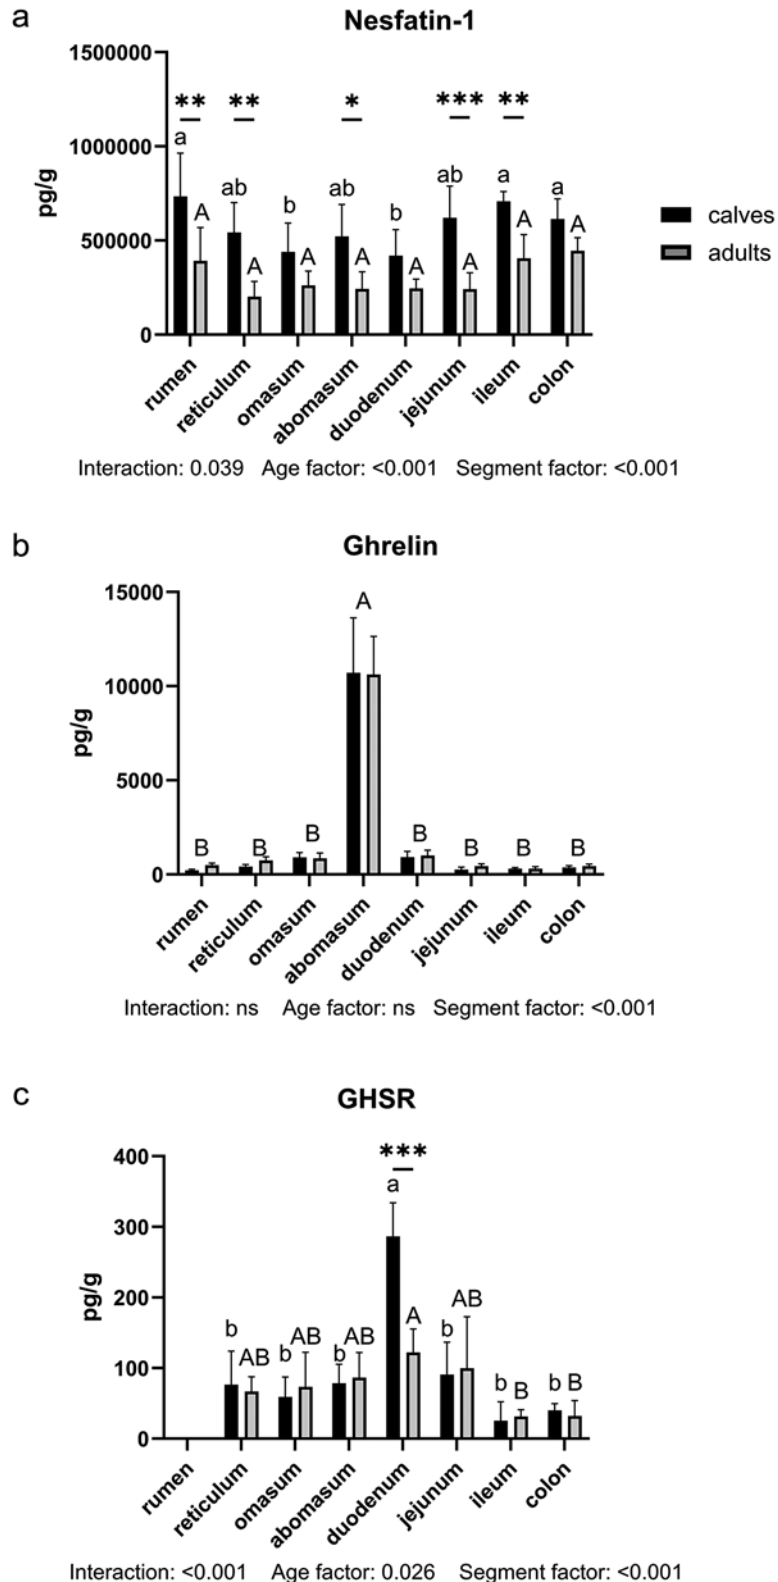 a
Nesfatin-1
1500000
** ** * *** **
1000000
a ab b ab b ab a a
pg/g
calves
A A A A A A A A
adults
500000
0
rumen reticulum omasum abomasum duodenum jejunum ileum colon
Interaction: 0.039 Age factor: <0.001 Segment factor: <0.001
b
Ghrelin
15000
A
10000
pg/g
5000
B B B B B B B
0
rumen reticulum omasum abomasum duodenum jejunum ileum colon
Interaction: ns Age factor: ns Segment factor: <0.001
c
GHSR
400
***
a
300
pg/g
200
b AB b AB b AB A b AB b B b B
100
0
rumen reticulum omasum abomasum duodenum jejunum ileum colon
Interaction: <0.001 Age factor: 0.026 Segment factor: <0.001